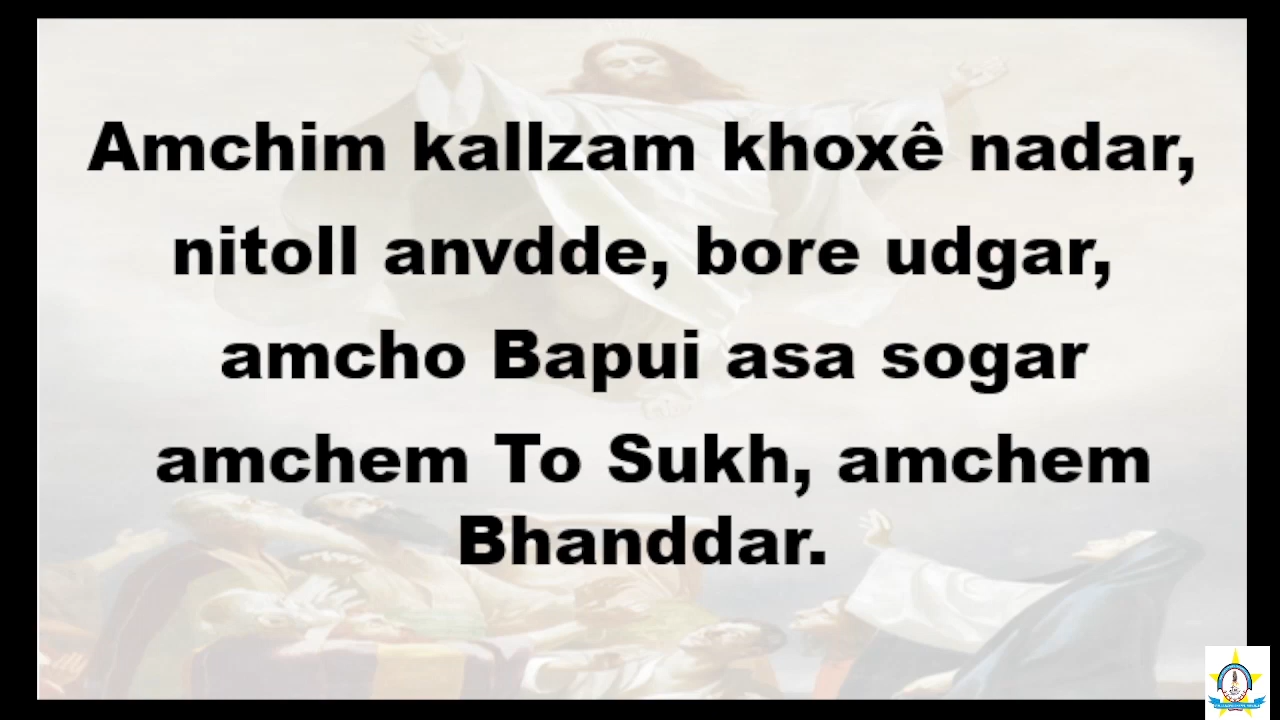 Amchim kallzam khoxê nadar,
nitoll anvdde, bore udgar,
amcho Bapui asa sogar
amchem To Sukh, amchem
Bhanddar.